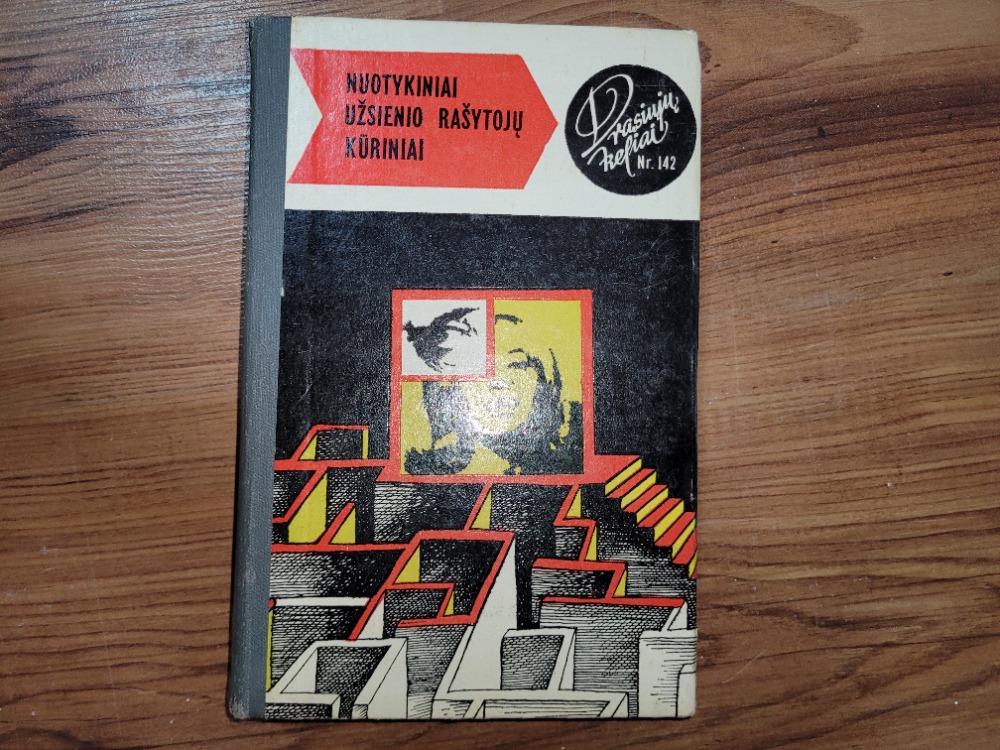 NUOTYKINIAI
UŽSIENIO RAŠYTOJŲ
KŪRINIAI
Drąsiųjų
keliai
Nr. 142